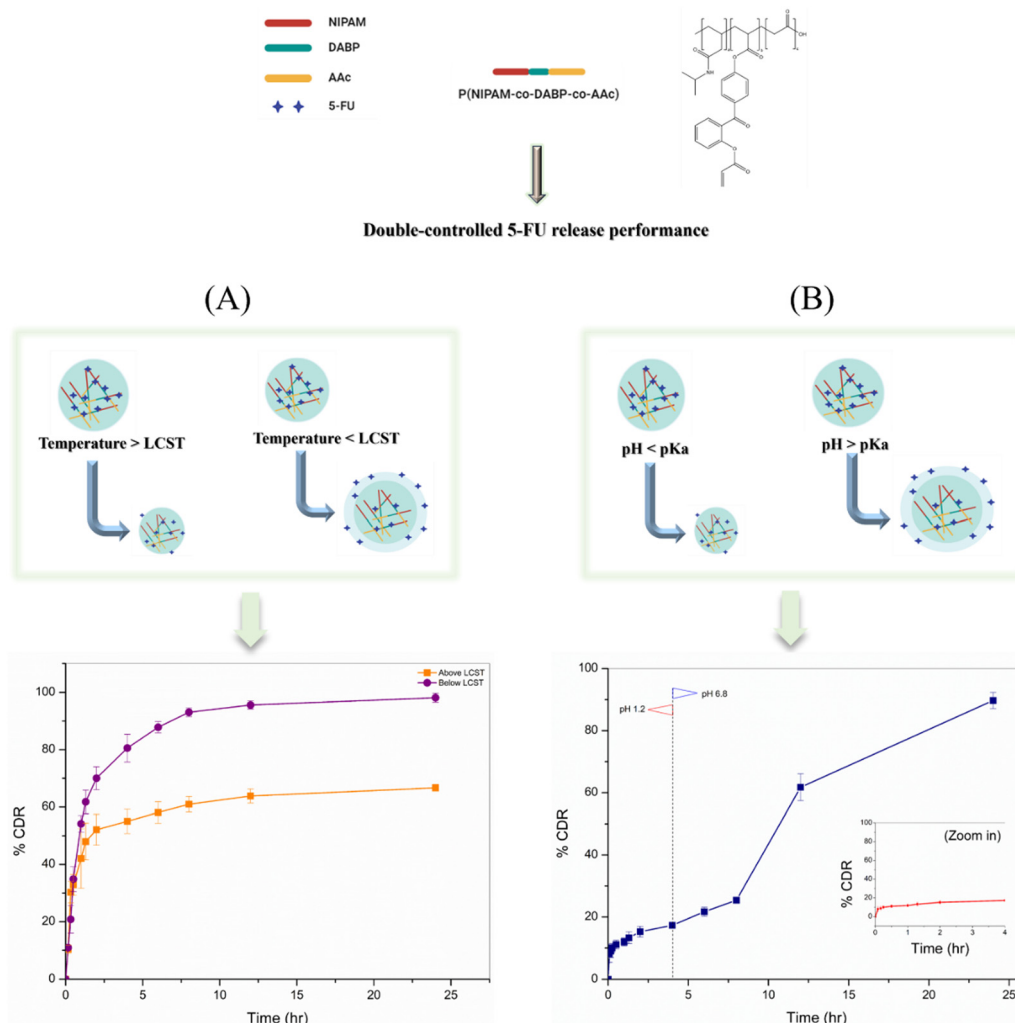 NIPAM
DABP
AAc
5-FU
P(NIPAM-co-DABP-co-AAc)
O
OH
O
NH
O
O
O
O
O
Double-controlled 5-FU release performance
(A)
Temperature > LCST
Temperature < LCST
(B)
pH < pKa
pH > pKa
Above LCST
Below LCST
100
80
60
40
20
0
% CDR
0
5
10
15
20
25
Time (hr)
100
80
60
40
20
0
% CDR
pH 1.2
pH 6.8
(Zoom in)
100
80
60
40
20
0
% CDR
0
1
2
3
4
Time (hr)
0
5
10
15
20
25
Time (hr)